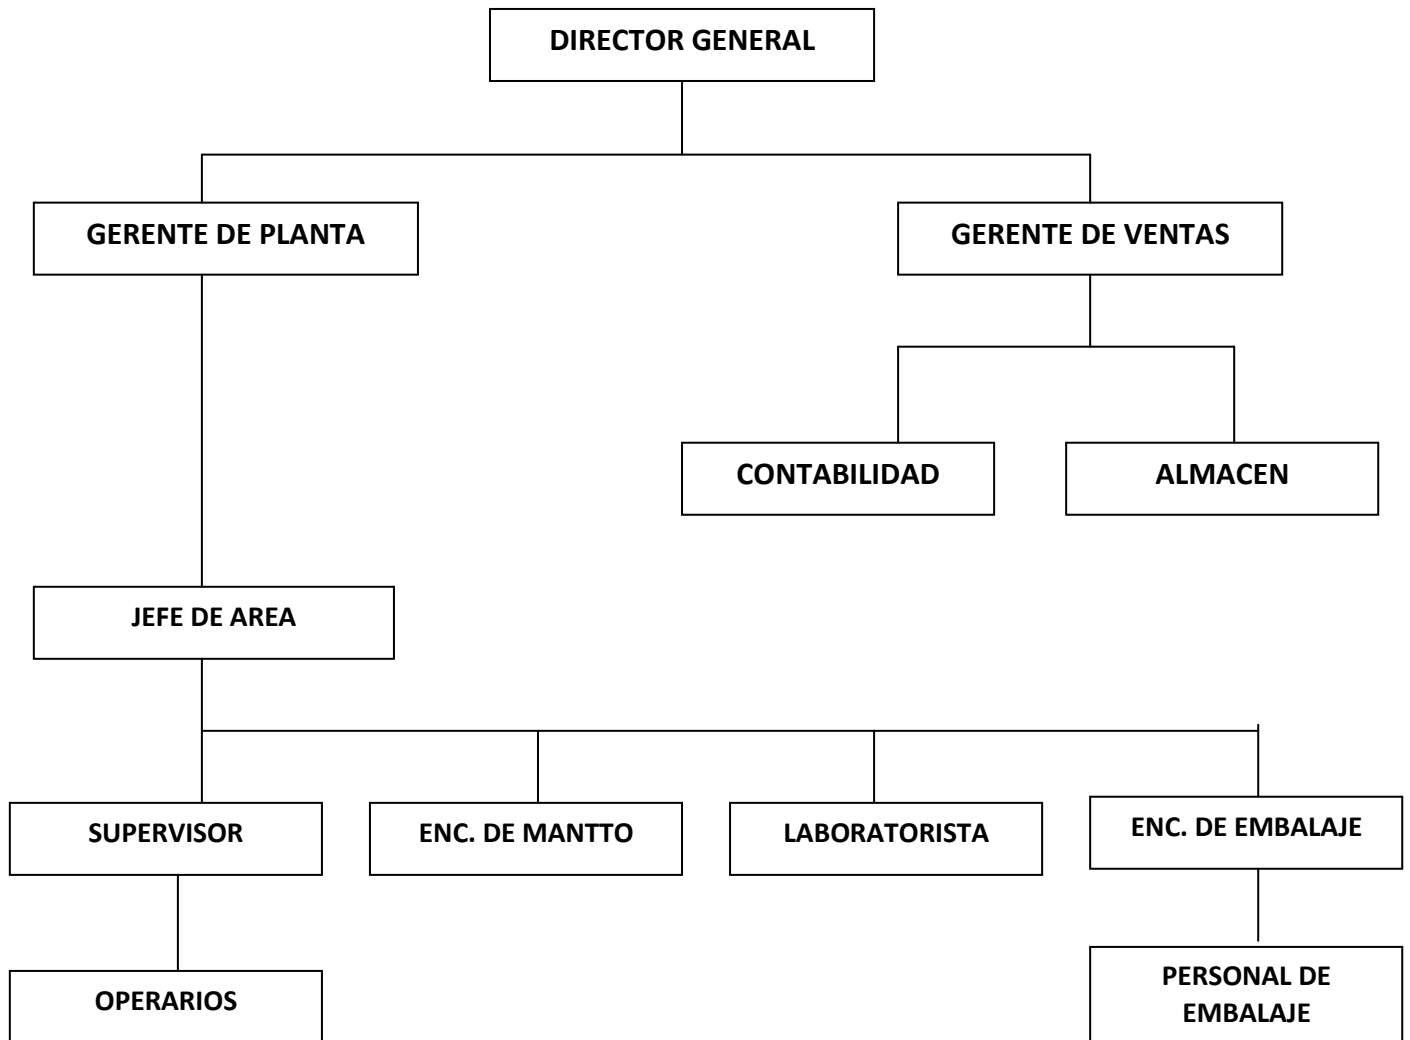 DIRECTOR GENERAL
GERENTE DE PLANTA
GERENTE DE VENTAS
CONTABILIDAD
ALMACEN
JEFE DE AREA
SUPERVISOR
ENC. DE MANTTO
LABORATORISTA
ENC. DE EMBALAJE
OPERARIOS
PERSONAL DE
EMBALAJE